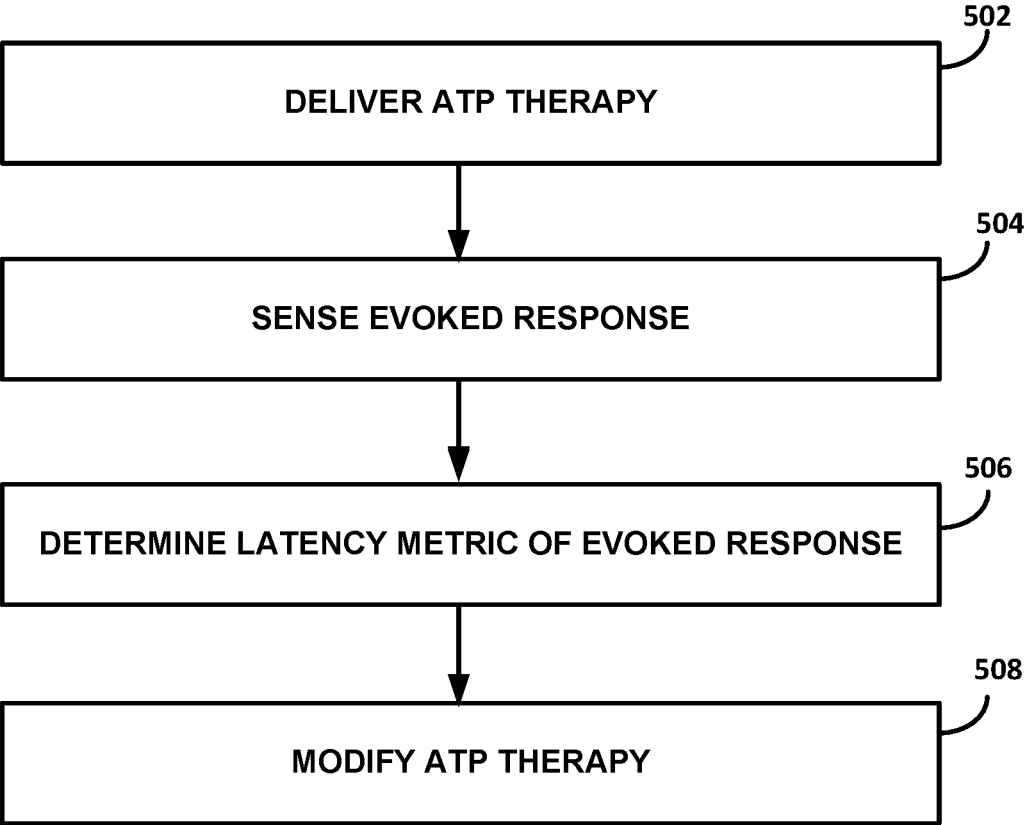 502
DELIVER ATP THERAPY
504
SENSE EVOKED RESPONSE
506
DETERMINE LATENCY METRIC OF EVOKED RESPONSE
508
MODIFY ATP THERAPY